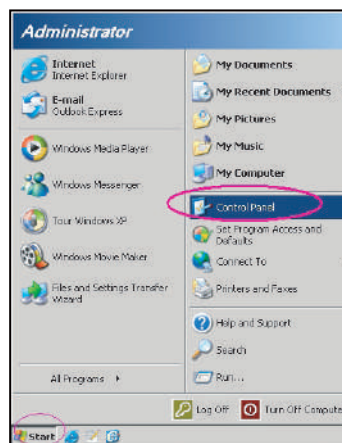 Administrator
Internet
Internet Explorer
E-mail
Outlook Express
Windows Media Player
Windows Messenger
Tour Windows XP
Windows Movie Maker
Files and Settings Transfer
Wizard
All Programs
My Documents
My Recent Documents
My Pictures
My Music
My Computer
Control Panel
Set Program Access and
Defaults
Connect To
Printers and Faxes
Help and Support
Search
Run...
Log Off
Turn Off Compute
Start